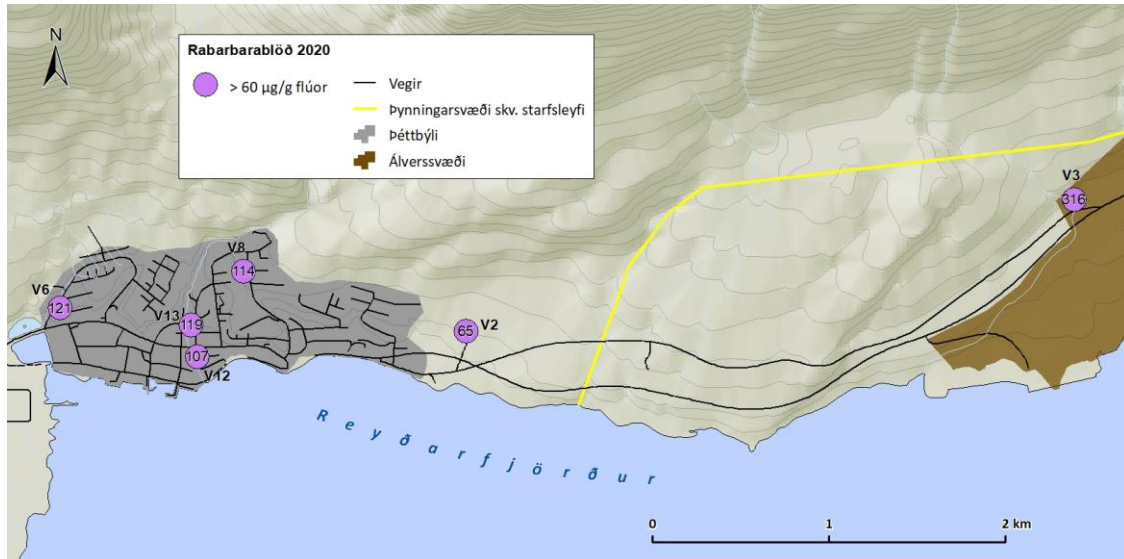 N
Rabarbarablöð 2020
> 60 µg/g flúor
Vegir
Þynningarsvæði skv. starfsleyfi
Þéttbýli
Álverssvæði
V3
316
V8
114
V6
121
V13
119
107
V12
65
V2
Reyðarfjörður
0 1 2 km